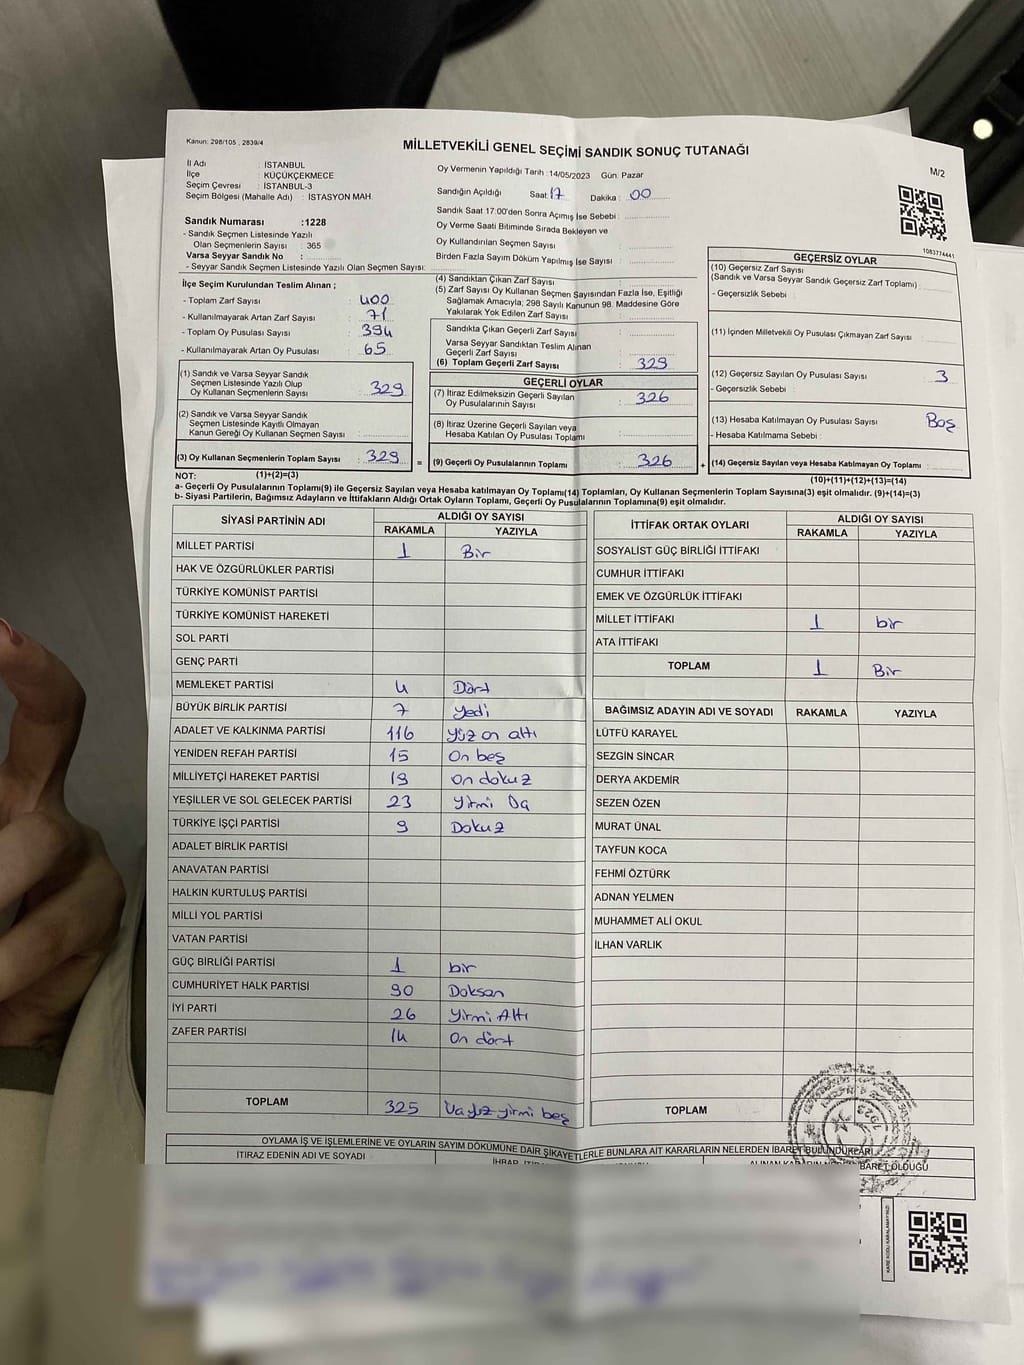 Kanun: 298/105 , 2839/4
MİLLETVEKİLİ GENEL SEÇİMİ SANDIK SONUÇ TUTANAĞI
M/2
İl Adı : İSTANBUL
İlçe : KÜÇÜKÇEKMECE
Seçim Çevresi : İSTANBUL-3
Seçim Bölgesi (Mahalle Adı) : İSTASYON MAH.
Oy Vermenin Yapıldığı Tarih :14/05/2023 Gün: Pazar
Sandığın Açıldığı Saat: 17 Dakika : 00
Sandık Saat 17:00'den Sonra Açılmış İse Sebebi :
Oy Verme Saati Bitiminde Sırada Bekleyen ve
Oy Kullandırılan Seçmen Sayısı :
Birden Fazla Sayım Döküm Yapılmış İse Sayısı :
Sandık Numarası :1228
- Sandık Seçmen Listesinde Yazılı
Olan Seçmenlerin Sayısı : 365
Varsa Seyyar Sandık No :
- Seyyar Sandık Seçmen Listesinde Yazılı Olan Seçmen Sayısı:
1083774441
İlçe Seçim Kurulundan Teslim Alınan ;
- Toplam Zarf Sayısı : 400
- Kullanılmayarak Artan Zarf Sayısı : 71
- Toplam Oy Pusulası Sayısı : 394
- Kullanılmayarak Artan Oy Pusulası : 65
(4) Sandıktan Çıkan Zarf Sayısı :
(5) Zarf Sayısı Oy Kullanan Seçmen Sayısından Fazla İse, Eşitliği
Sağlamak Amacıyla; 298 Sayılı Kanunun 98. Maddesine Göre
Yakılarak Yok Edilen Zarf Sayısı :
Sandıkta Çıkan Geçerli Zarf Sayısı :
Varsa Seyyar Sandıktan Teslim Alınan
Geçerli Zarf Sayısı :
(6) Toplam Geçerli Zarf Sayısı : 329
GEÇERSİZ OYLAR
(10) Geçersiz Zarf Sayısı
(Sandık ve Varsa Seyyar Sandık Geçersiz Zarf Toplamı) :
- Geçersizlik Sebebi :
(11) İçinden Milletvekili Oy Pusulası Çıkmayan Zarf Sayısı :
(12) Geçersiz Sayılan Oy Pusulası Sayısı : 3
- Geçersizlik Sebebi :
(13) Hesaba Katılmayan Oy Pusulası Sayısı : Boş
- Hesaba Katılmama Sebebi :
(14) Geçersiz Sayılan veya Hesaba Katılmayan Oy Toplamı :
(10)+(11)+(12)+(13)=(14)
(1) Sandık ve Varsa Seyyar Sandık
Seçmen Listesinde Yazılı Olup
Oy Kullanan Seçmenlerin Sayısı : 329
(2) Sandık ve Varsa Seyyar Sandık
Seçmen Listesinde Kayıtlı Olmayan
Kanun Gereği Oy Kullanan Seçmen Sayısı :
(3) Oy Kullanan Seçmenlerin Toplam Sayısı : 329 =
GEÇERLİ OYLAR
(7) İtiraz Edilmeksizin Geçerli Sayılan
Oy Pusulalarının Sayısı : 326
(8) İtiraz Üzerine Geçerli Sayılan veya
Hesaba Katılan Oy Pusulası Toplamı :
(9) Geçerli Oy Pusulalarının Toplamı : 326 +
NOT: (1)+(2)=(3)
a- Geçerli Oy Pusulalarının Toplamı(9) ile Geçersiz Sayılan veya Hesaba katılmayan Oy Toplamı(14) Toplamları, Oy Kullanan Seçmenlerin Toplam Sayısına(3) eşit olmalıdır. (9)+(14)=(3)
b- Siyasi Partilerin, Bağımsız Adayların ve İttifakların Aldığı Ortak Oyların Toplamı, Geçerli Oy Pusulalarının Toplamına(9) eşit olmalıdır.
SİYASİ PARTİNİN ADI ALDIĞI OY SAYISI
RAKAMLA YAZIYLA
MİLLET PARTİSİ 1 Bir
HAK VE ÖZGÜRLÜKLER PARTİSİ
TÜRKİYE KOMÜNİST PARTİSİ
TÜRKİYE KOMÜNİST HAREKETİ
SOL PARTİ
GENÇ PARTİ
MEMLEKET PARTİSİ 4 Dört
BÜYÜK BİRLİK PARTİSİ 7 yedi
ADALET VE KALKINMA PARTİSİ 116 yüz on altı
YENİDEN REFAH PARTİSİ 15 On beş
MİLLİYETÇİ HAREKET PARTİSİ 19 on dokuz
YEŞİLLER VE SOL GELECEK PARTİSİ 23 yirmi
TÜRKİYE İŞÇİ PARTİSİ 9 Dokuz
ADALET BİRLİK PARTİSİ
ANAVATAN PARTİSİ
HALKIN KURTULUŞ PARTİSİ
MİLLİ YOL PARTİSİ
VATAN PARTİSİ
GÜÇ BİRLİĞİ PARTİSİ 1 bir
CUMHURİYET HALK PARTİSİ 90 Doksan
İYİ PARTİ 26 Yirmi Altı
ZAFER PARTİSİ 14 On dört
TOPLAM 325 yirmi beş
İTTİFAK ORTAK OYLARI ALDIĞI OY SAYISI
RAKAMLA YAZIYLA
SOSYALİST GÜÇ BİRLİĞİ İTTİFAKI
CUMHUR İTTİFAKI
EMEK VE ÖZGÜRLÜK İTTİFAKI
MİLLET İTTİFAKI 1 bir
ATA İTTİFAKI
TOPLAM 1 Bir
BAĞIMSIZ ADAYIN ADI VE SOYADI RAKAMLA YAZIYLA
LÜTFÜ KARAYEL
SEZGİN SİNCAR
DERYA AKDEMİR
SEZEN ÖZEN
MURAT ÜNAL
TAYFUN KOCA
FEHMİ ÖZTÜRK
ADNAN YELMEN
MUHAMMET ALİ OKUL
İLHAN VARLIK
TOPLAM
OYLAMA İŞ VE İŞLEMLERİNE VE OYLARIN SAYIM DÖKÜMÜNE DAİR ŞİKAYETLERLE BUNLARA AİT KARARLARIN NELERDEN İBARET BULUNDUKLARI
İTİRAZ EDENİN ADI VE SOYADI
BARET OLDUĞU
KARE KODU KARALAMAYINIZ!